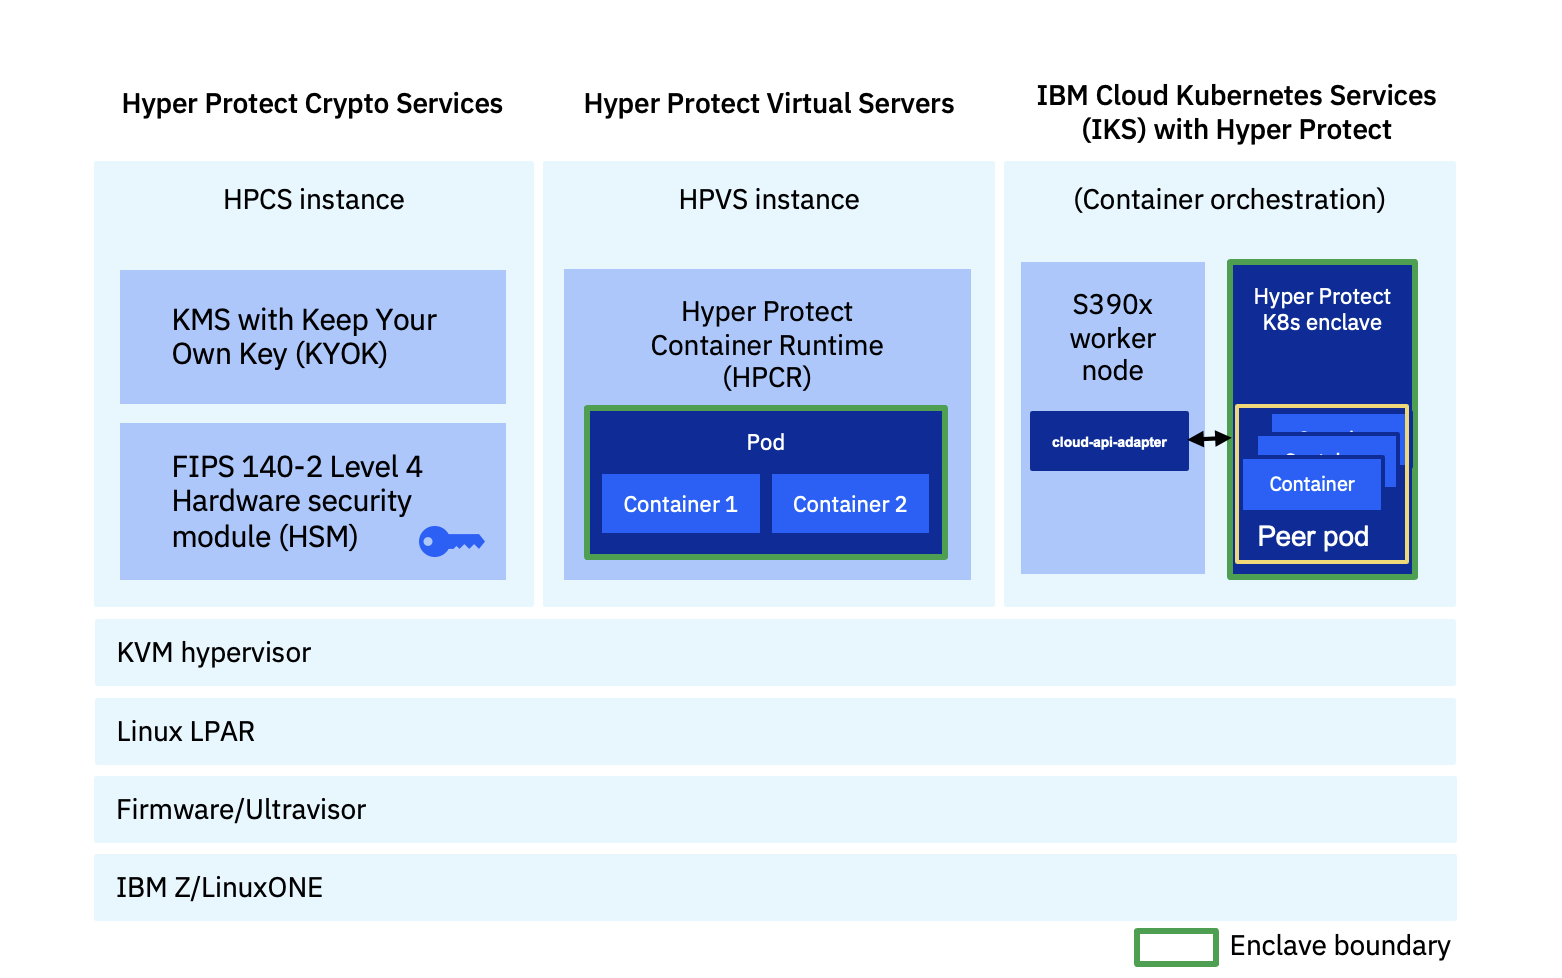 Hyper Protect Crypto Services
Hyper Protect Virtual Servers
IBM Cloud Kubernetes Services
(IKS) with Hyper Protect
HPCS instance
KMS with Keep Your
Own Key (KYOK)
FIPS 140-2 Level 4
Hardware security
module (HSM)
HPVS instance
Hyper Protect
Container Runtime
(HPCR)
Pod
Container 1
Container 2
(Container orchestration)
S390x
worker
node
cloud-api-adapter
Hyper Protect
K8s enclave
Container
Peer pod
KVM hypervisor
Linux LPAR
Firmware/Ultravisor
IBM Z/LinuxONE
Enclave boundary